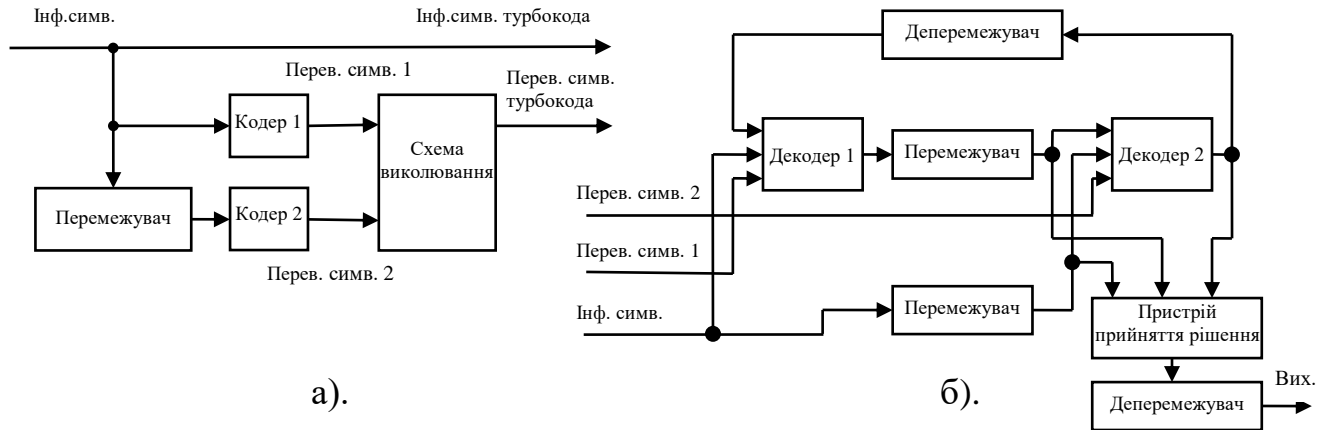 Інф.симв.
Інф.симв. турбокода
Перев. симв. 1
Перев. симв.
турбокода
Кодер 1
Схема
виколювання
Перемежувач
Кодер 2
Перев. симв. 2
а).
Деперемежувач
Декодер 1
Перемежувач
Декодер 2
Перев. симв. 2
Перев. симв. 1
Інф. симв.
Перемежувач
Пристрій
прийняття рішення
Деперемежувач
Вих.
б).